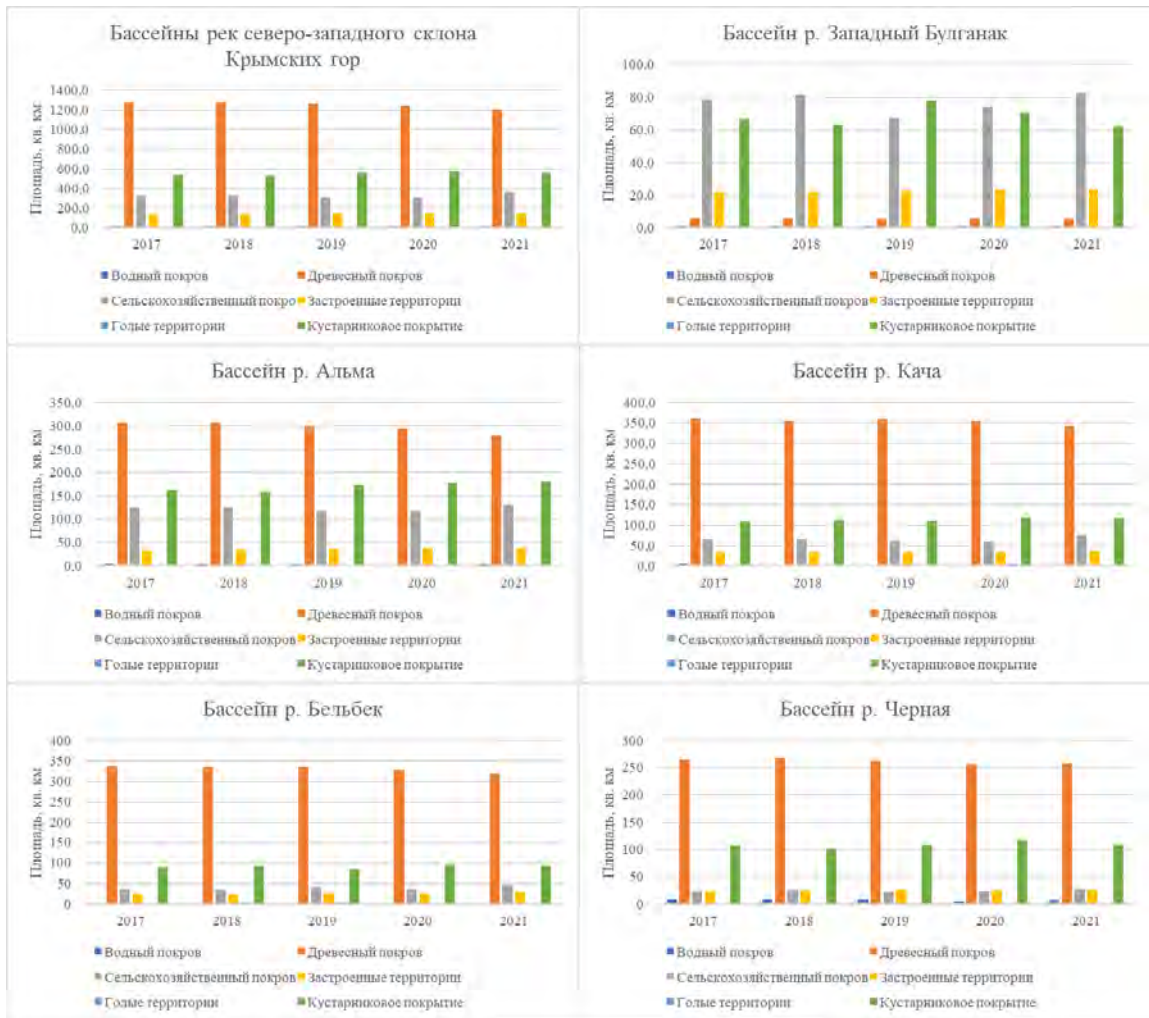 Бассейны рек северо-западного склона
Крымских гор
Площадь, кв. км
1400,0
1200,0
1000,0
800,0
600,0
400,0
200,0
0,0
2017 2018 2019 2020 2021
Водный покров Древесный покров
Сельскохозяйственный покров Застроенные территории
Голые территории Кустарниковое покрытие
Бассейн р. Западный Булганак
Площадь, кв. км
100,0
80,0
60,0
40,0
20,0
0,0
2017 2018 2019 2020 2021
Водный покров Древесный покров
Сельскохозяйственный покров Застроенные территории
Голые территории Кустарниковое покрытие
Бассейн р. Альма
Площадь, кв. км
350,0
300,0
250,0
200,0
150,0
100,0
50,0
0,0
2017 2018 2019 2020 2021
Водный покров Древесный покров
Сельскохозяйственный покров Застроенные территории
Голые территории Кустарниковое покрытие
Бассейн р. Кача
Площадь, кв. км
400,0
350,0
300,0
250,0
200,0
150,0
100,0
50,0
0,0
2017 2018 2019 2020 2021
Водный покров Древесный покров
Сельскохозяйственный покров Застроенные территории
Голые территории Кустарниковое покрытие
Бассейн р. Бельбек
Площадь, кв. км
400
350
300
250
200
150
100
50
0
2017 2018 2019 2020 2021
Водный покров Древесный покров
Сельскохозяйственный покров Застроенные территории
Голые территории Кустарниковое покрытие
Бассейн р. Черная
Площадь, кв. км
300
250
200
150
100
50
0
2017 2018 2019 2020 2021
Водный покров Древесный покров
Сельскохозяйственный покров Застроенные территории
Голые территории Кустарниковое покрытие